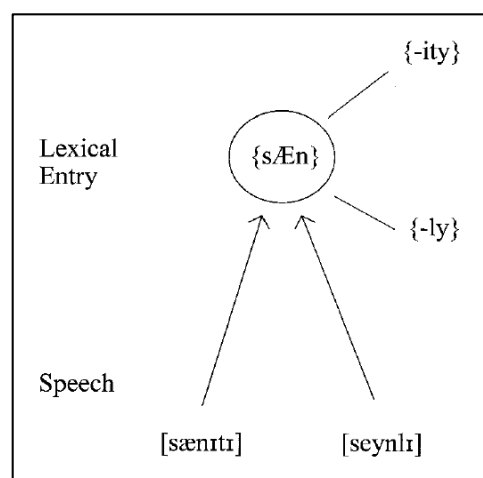 {-ity}
Lexical
Entry
{sÆn}
{-ly}
Speech
[sænɪtɪ]
[seynlɪ]